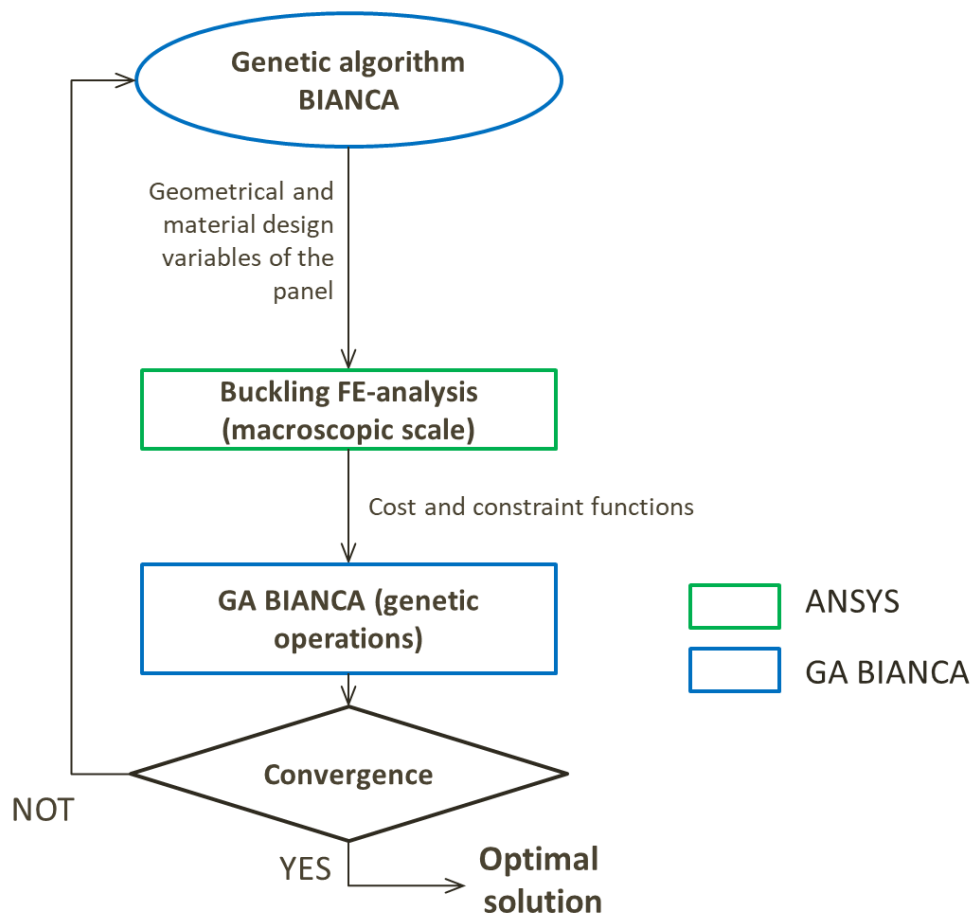 Genetic algorithm
BIANCA
Geometrical and
material design
variables of the
panel
Buckling FE-analysis
(macroscopic scale)
Cost and constraint functions
GA BIANCA (genetic
operations)
ANSYS
GA BIANCA
Convergence
NOT
YES
Optimal
solution